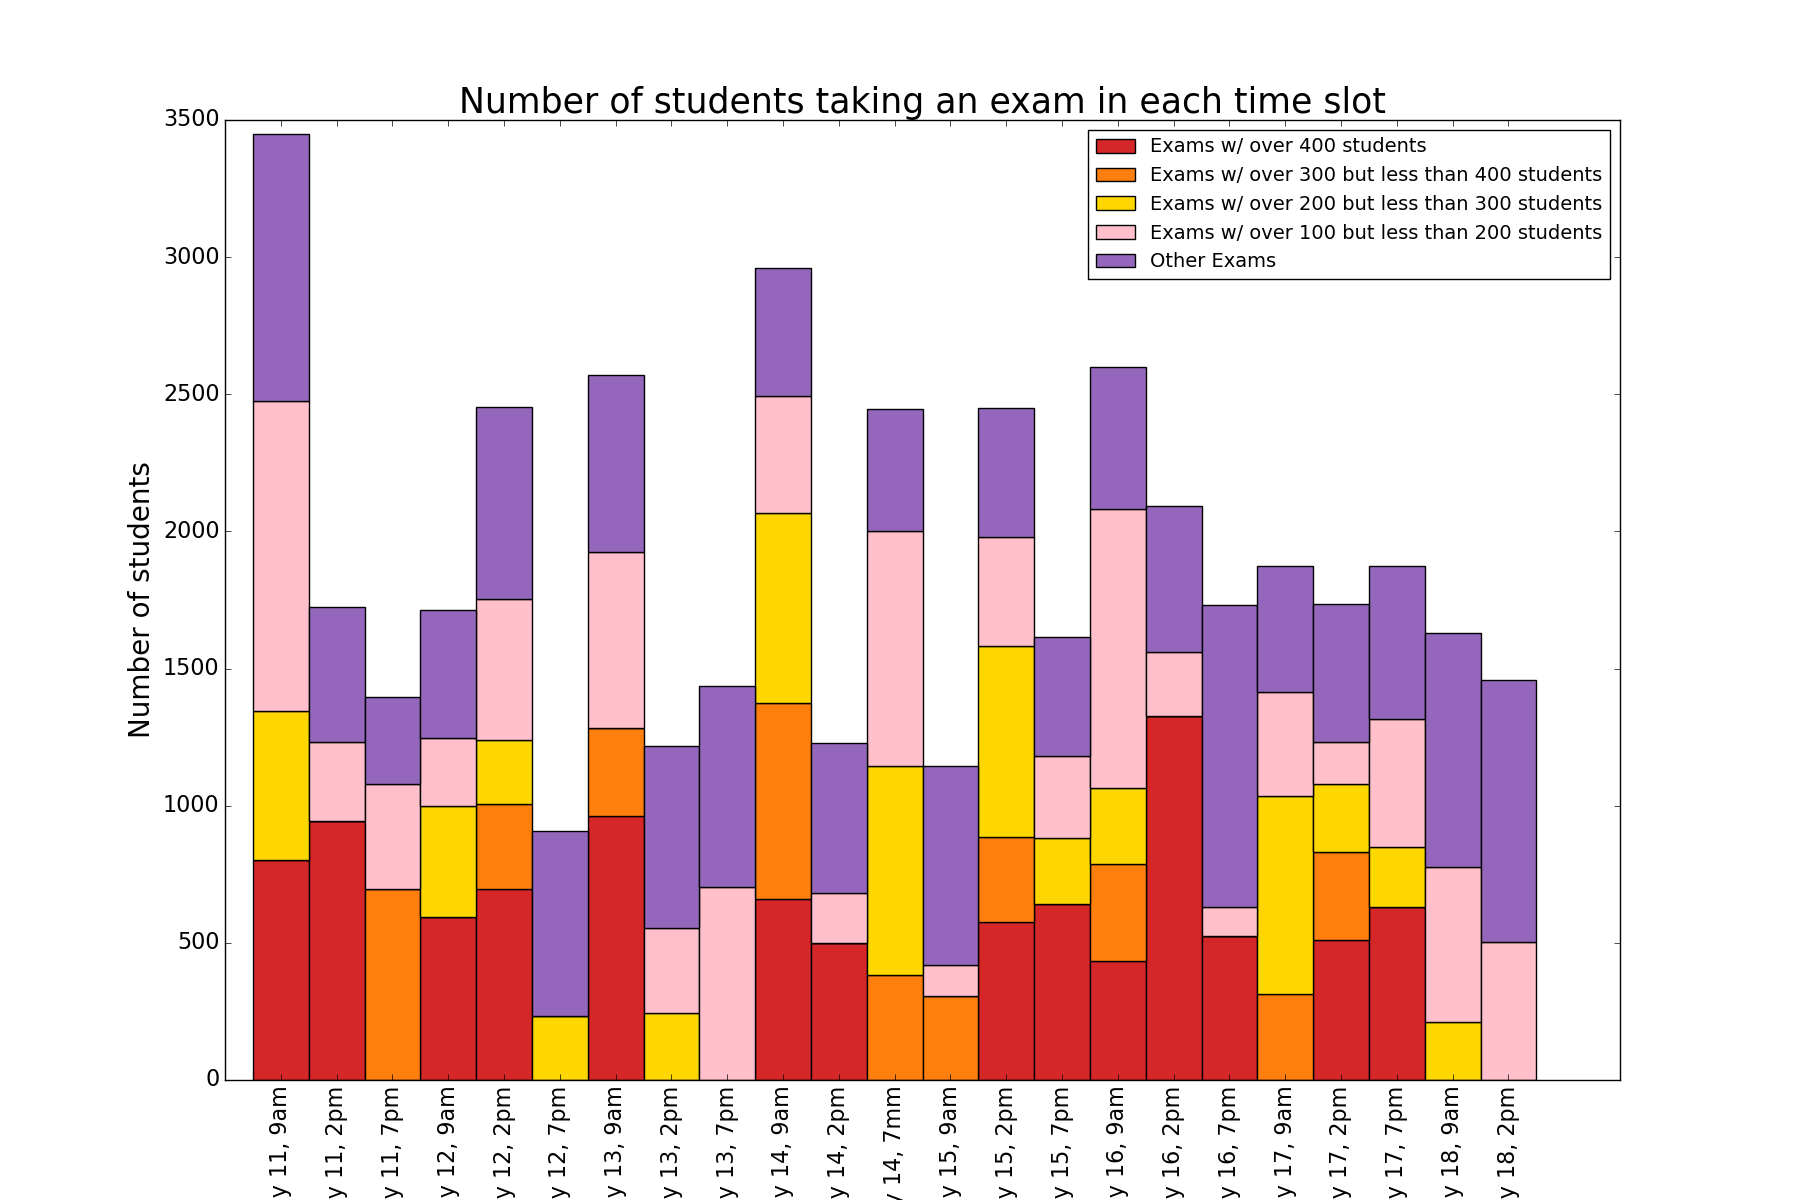 Number of students taking an exam in each time slot
Exams w/ over 400 students
Exams w/ over 300 but less than 400 students
Exams w/ over 200 but less than 300 students
Exams w/ over 100 but less than 200 students
Other Exams
Number of students
3500
3000
2500
2000
1500
1000
500
0
y 11, 9am
y 11, 2pm
y 11, 7pm
y 12, 9am
y 12, 2pm
y 12, 7pm
y 13, 9am
y 13, 2pm
y 13, 7pm
y 14, 9am
y 14, 2pm
y 14, 7mm
y 15, 9am
y 15, 2pm
y 15, 7pm
y 16, 9am
y 16, 2pm
y 16, 7pm
y 17, 9am
y 17, 2pm
y 17, 7pm
y 18, 9am
y 18, 2pm